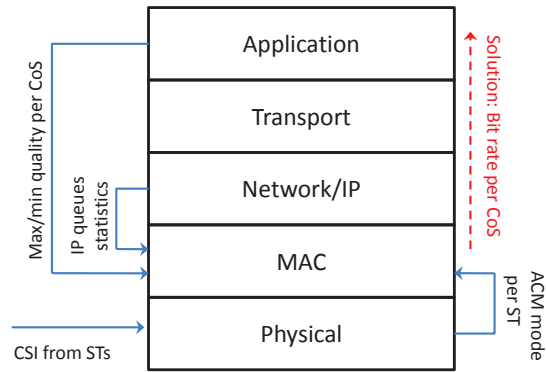 Application
Transport
Network/IP
MAC
Physical
Max/min quality per CoS
IP queues
statistics
CSI from STs
Solution: Bit rate
per CoS
ACM mode
per ST